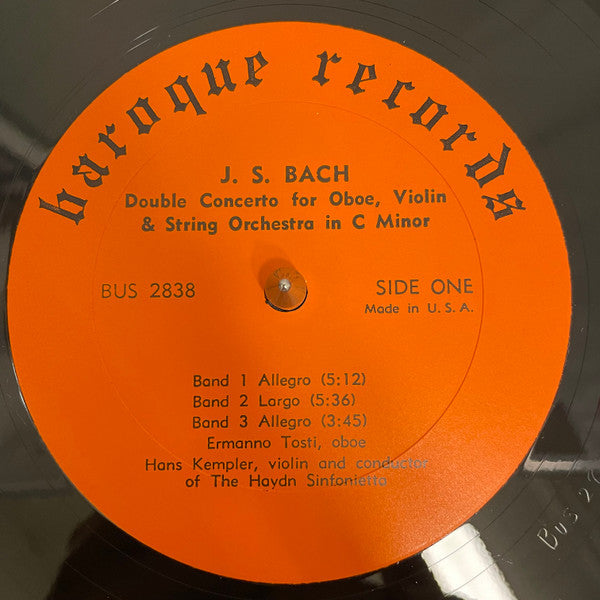 baroque records
J. S. BACH
Double Concerto for Oboe, Violin
& String Orchestra in C Minor
BUS 2838
SIDE ONE
Made in U. S. A.
Band 1 Allegro (5:12)
Band 2 Largo (5:36)
Band 3 Allegro (3:45)
Ermanno Tosti, oboe
Hans Kempler, violin and conductor
of The Haydn Sinfonietta
BUS